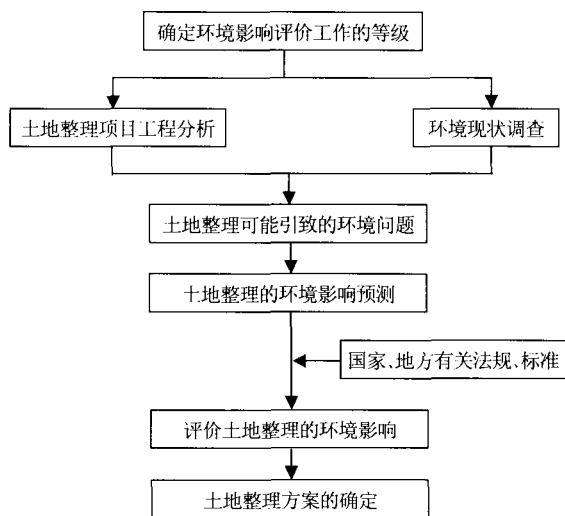 确定环境影响评价工作的等级
土地整理项目工程分析
环境现状调查
土地整理可能引致的环境问题
土地整理的环境影响预测
国家、地方有关法规、标准
评价土地整理的环境影响
土地整理方案的确定